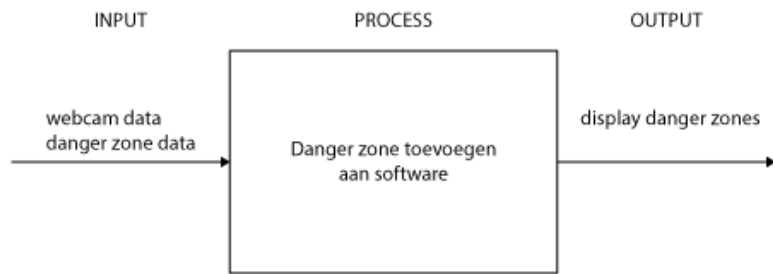 INPUT
PROCESS
OUTPUT
webcam data
danger zone data
Danger zone toevoegen
aan software
display danger zones